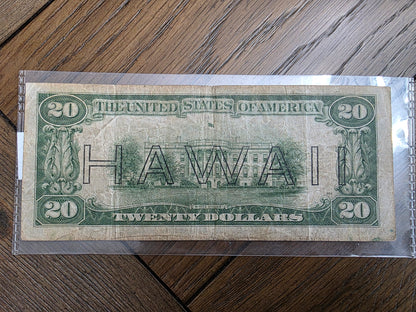 20 THE UNITED STATES OF AMERICA 20
HAWAII
20 TWENTY DOLLARS 20